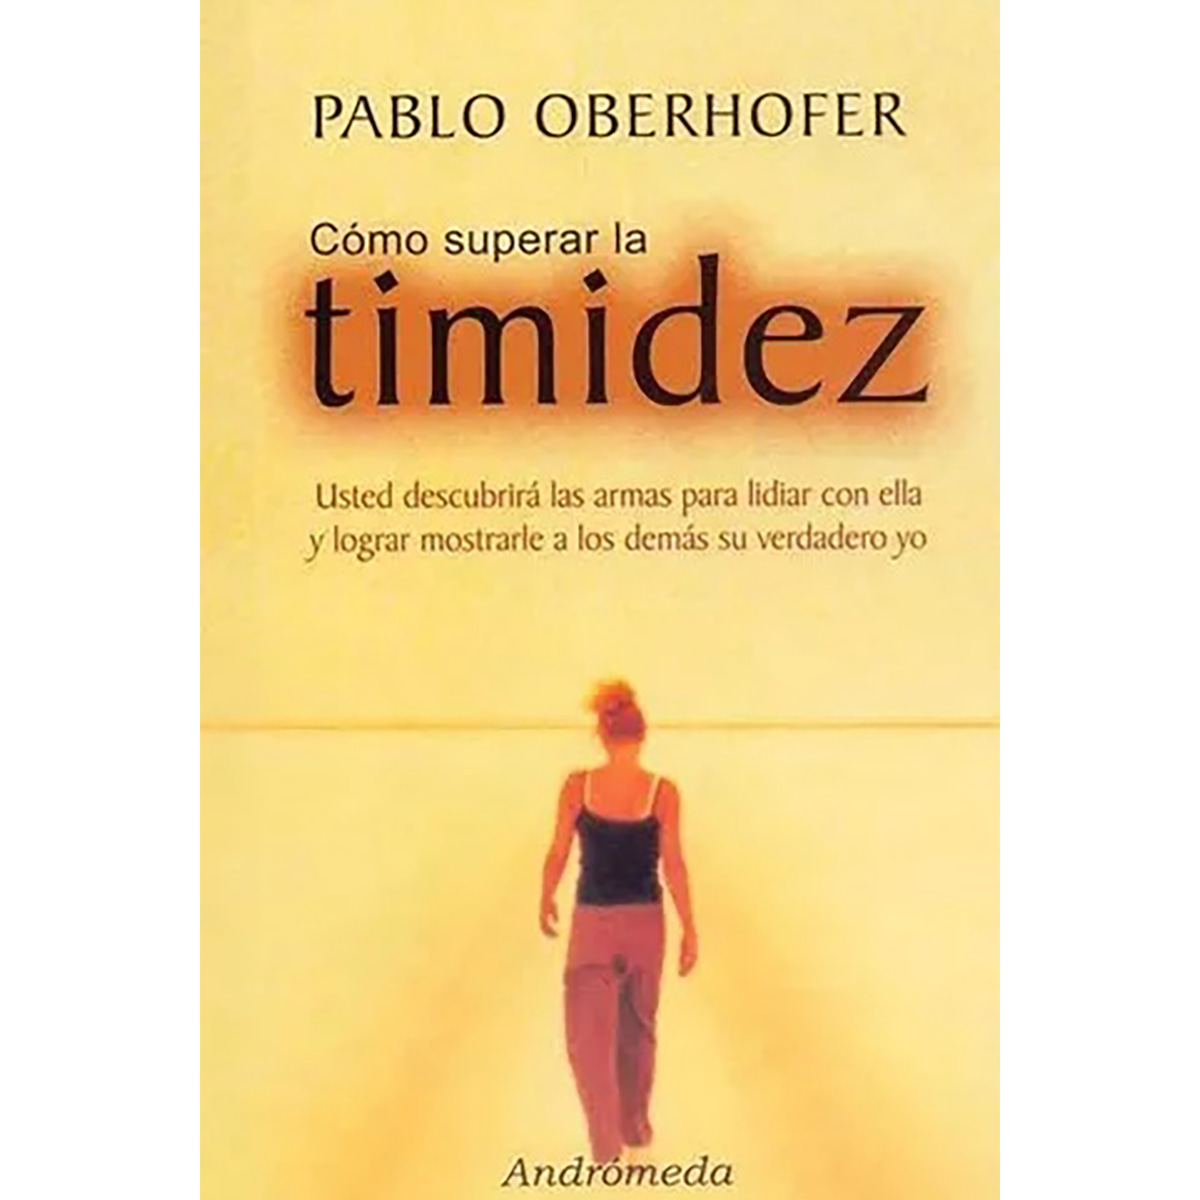 PABLO OBERHOFER
Cómo superar la
timidez
Usted descubrirá las armas para lidiar con ella
y lograr mostrarle a los demás su verdadero yo
Andrómeda